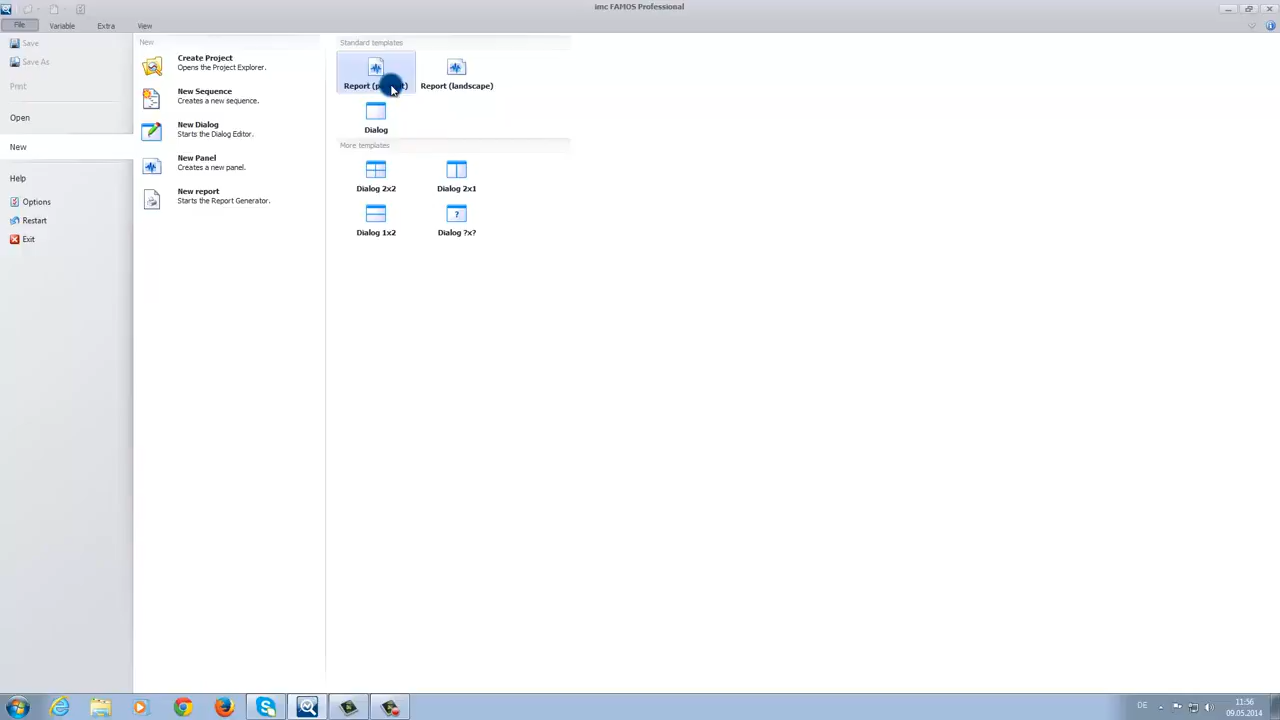 imc FAMOS Professional
File Variable Extra View
Save
Save As
Print
Open
New
Help
Options
Restart
Exit
New
Create Project
Opens the Project Explorer.
New Sequence
Creates a new sequence.
New Dialog
Starts the Dialog Editor.
New Panel
Creates a new panel.
New report
Starts the Report Generator.
Standard templates
Report (p t) Report (landscape)
Dialog
More templates
Dialog 2x2 Dialog 2x1
Dialog 1x2 Dialog ?x?
DE
11:56
09.05.2014